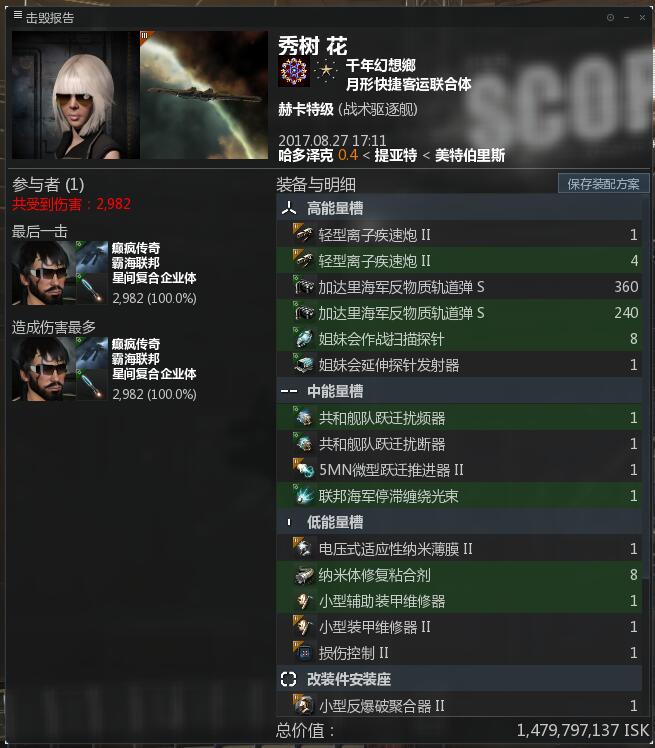 击毁报告
秀树 花
千年幻想郷
月形快捷客运联合体
赫卡特级 (战术驱逐舰)
2017.08.27 17:11
哈多泽克 0.4 < 提亚特 < 美特伯里斯
参与者 (1)
共受到伤害：2,982
最后一击
癫疯传奇
霸海联邦
星间复合企业体
2,982 (100.0%)
造成伤害最多
癫疯传奇
霸海联邦
星间复合企业体
2,982 (100.0%)
装备与明细
保存装配方案
高能量槽
轻型离子疾速炮 II 1
轻型离子疾速炮 II 4
加达里海军反物质轨道弹 S 360
加达里海军反物质轨道弹 S 240
姐妹会作战扫描探针 8
姐妹会延伸探针发射器 1
中能量槽
共和舰队跃迁扰频器 1
共和舰队跃迁扰断器 1
5MN微型跃迁推进器 II 1
联邦海军停滞缠绕光束 1
低能量槽
电压式适应性纳米薄膜 II 1
纳米体修复粘合剂 8
小型辅助装甲维修器 1
小型装甲维修器 II 1
损伤控制 II 1
改装件安装座
小型反爆破聚合器 II 1
总价值： 1,479,797,137 ISK